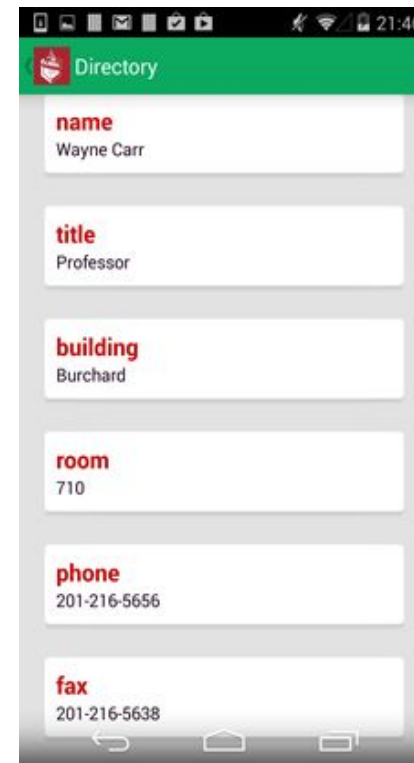 21:46
Directory
name
Wayne Carr
title
Professor
building
Burchard
room
710
phone
201-216-5656
fax
201-216-5638